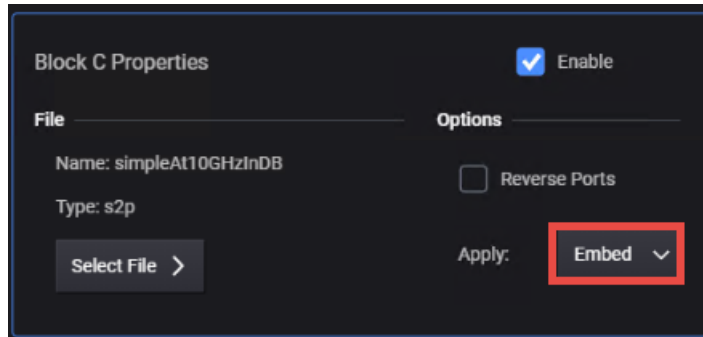 Block C Properties
Enable
File
Options
Name: simpleAt10GHzInDB
Reverse Ports
Type: s2p
Select File
Apply:
Embed